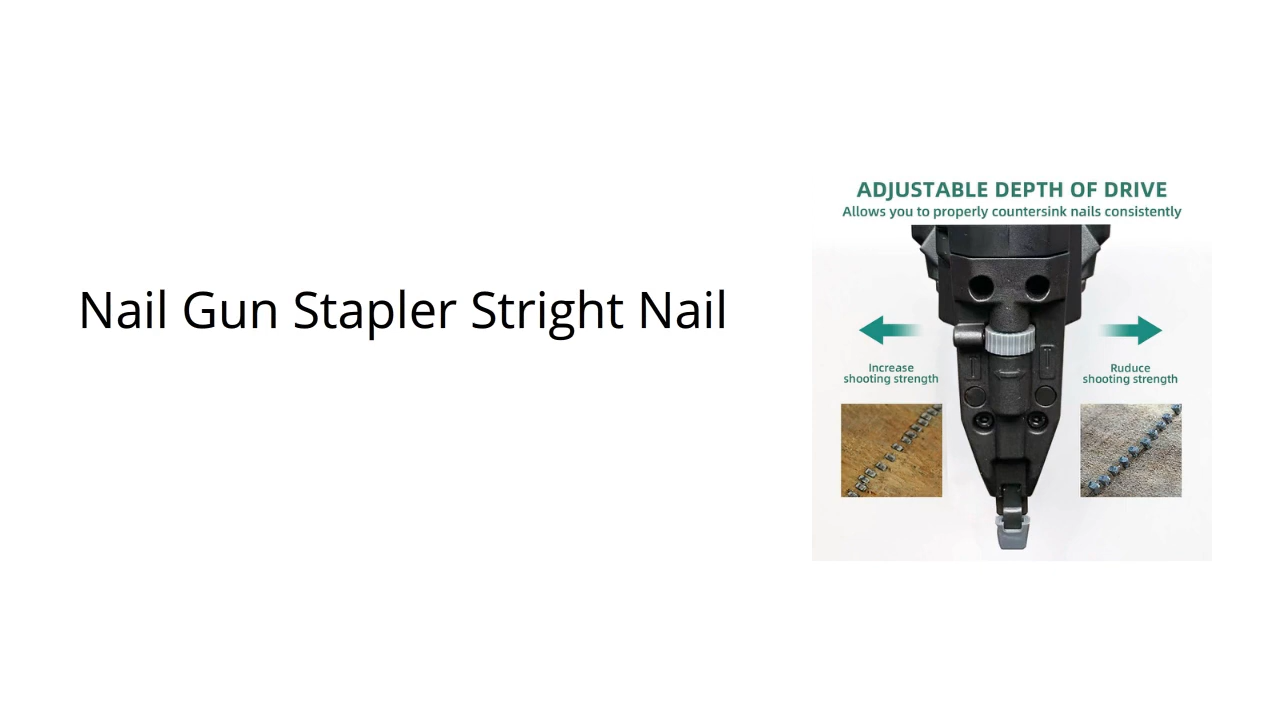 Nail Gun Stapler Stright Nail
ADJUSTABLE DEPTH OF DRIVE
Allows you to properly countersink nails consistently
Increase
shooting strength
Ruduce
shooting strength